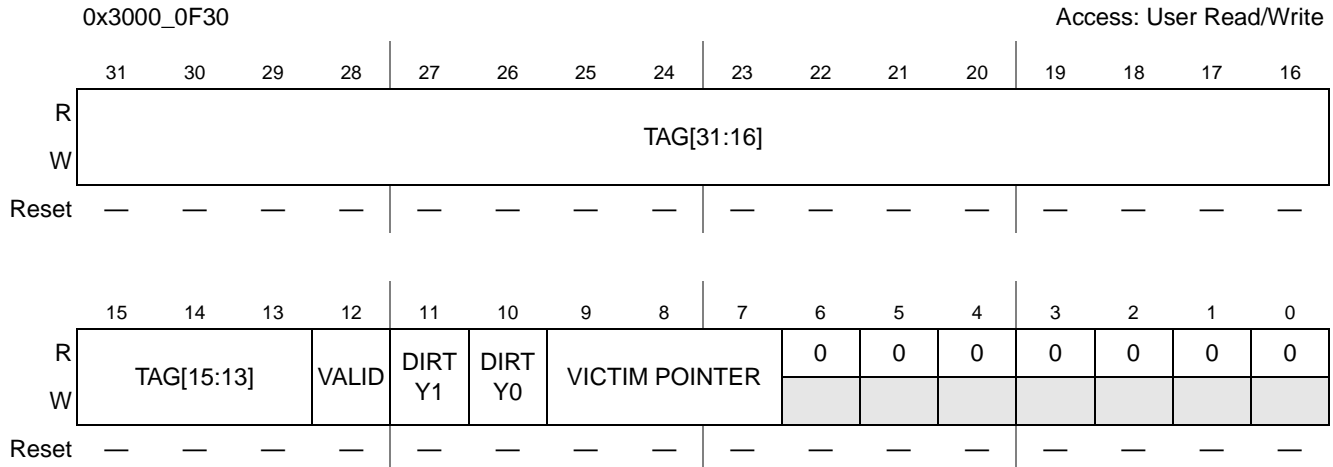 0x3000_0F30 Access: User Read/Write
31 30 29 28 27 26 25 24 23 22 21 20 19 18 17 16
R
TAG[31:16]
W
Reset — — — — — — — — — — — — — — — —
15 14 13 12 11 10 9 8 7 6 5 4 3 2 1 0
R 0 0 0 0 0 0 0
TAG[15:13] VALID DIRT Y1 DIRT Y0 VICTIM POINTER
W
Reset — — — — — — — — — — — — — — — —